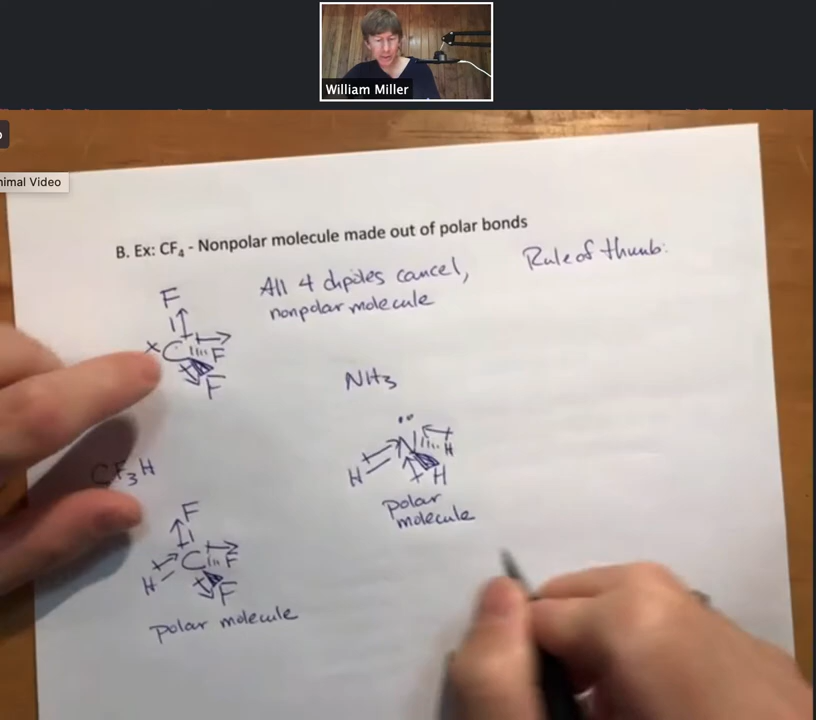 William Miller
nimal Video
B. Ex: CF₄ - Nonpolar molecule made out of polar bonds
Rule of thumb:
All 4 dipoles cancel,
nonpolar molecule
F
C F
F
NH₃
N H
H H
polar
molecule
CF₃H
F
C F
H F
polar molecule